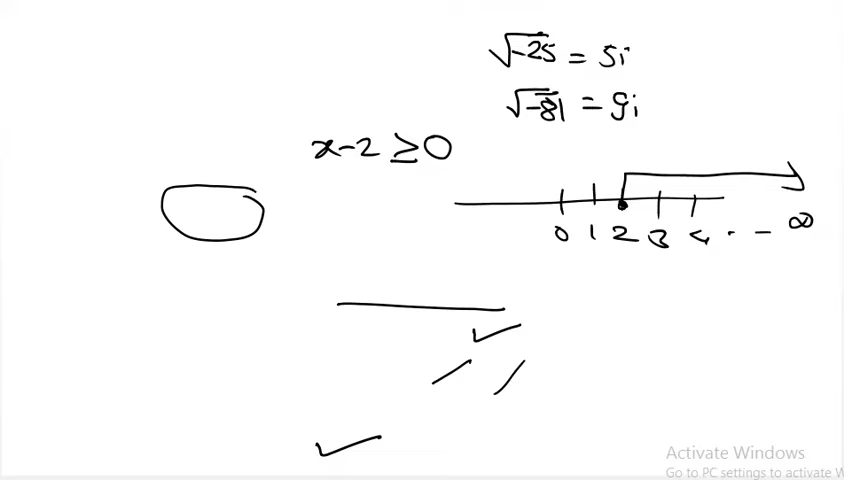 √-25 = 5i
√-81 = 9i
x-2 ≥0
0 1 2 3 4 . - ∞
Activate Windows
Go to PC settings to activate W